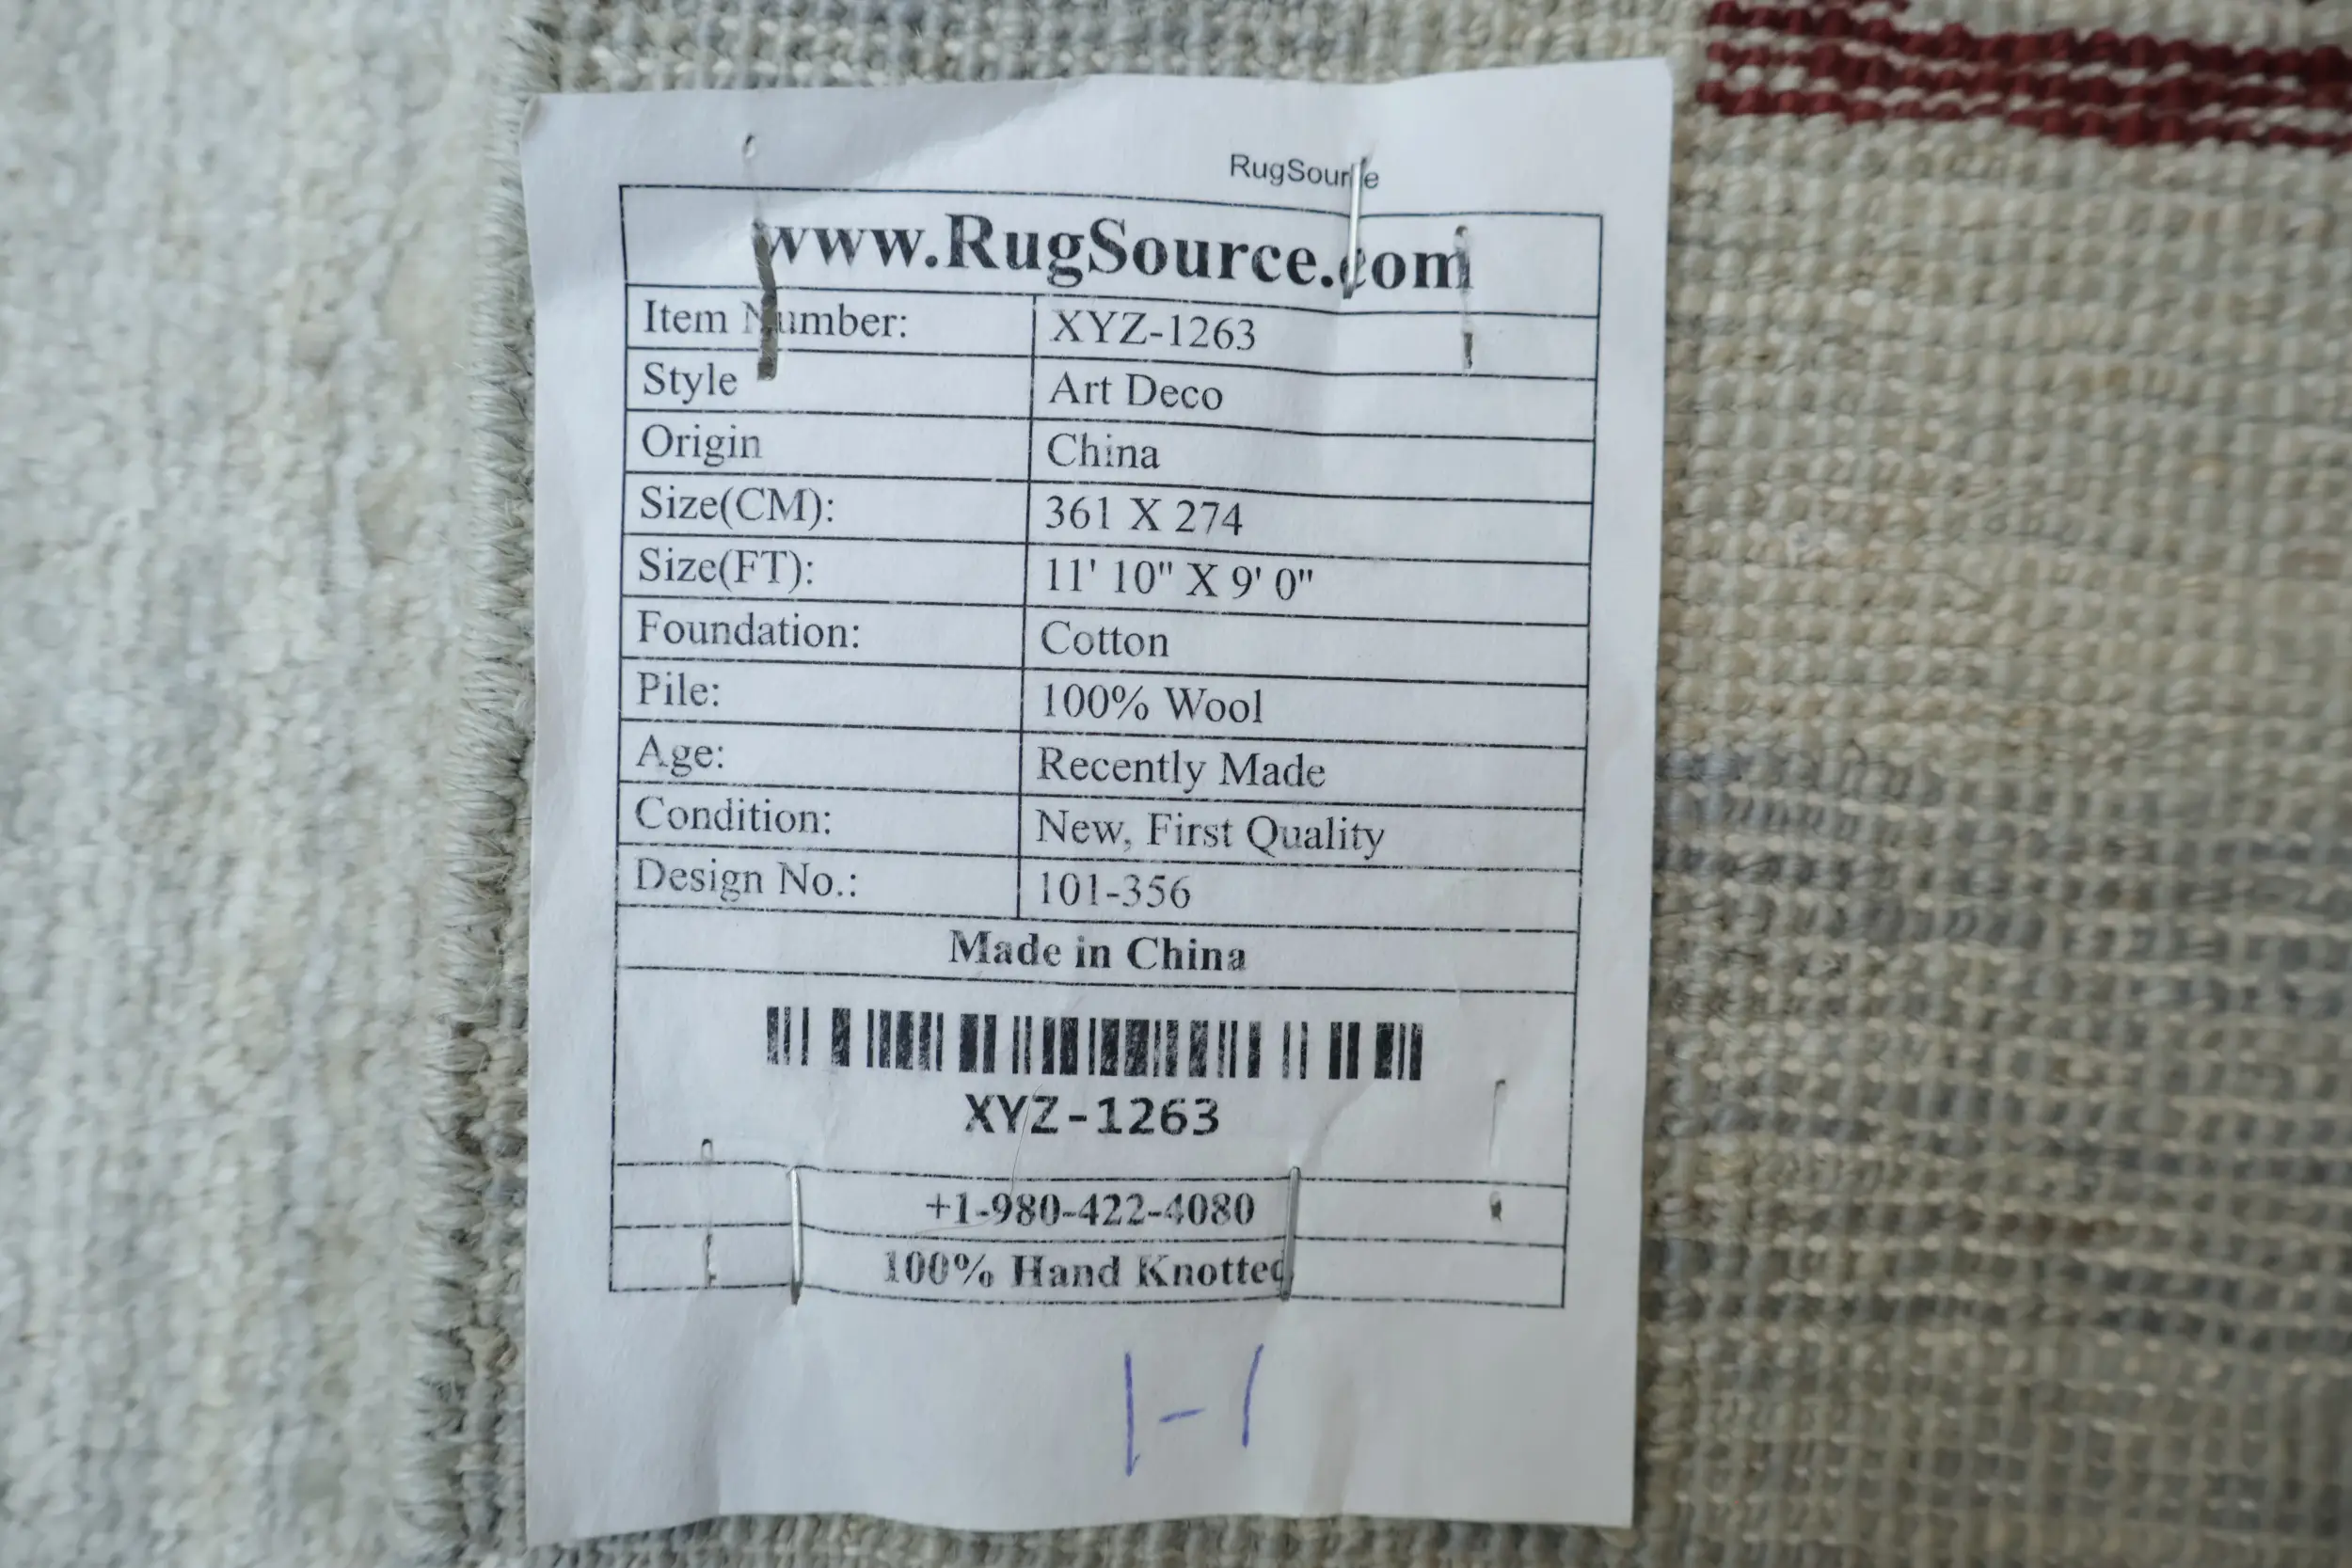 RugSource
www.RugSource.com
Item Number: XYZ-1263
Style Art Deco
Origin China
Size(CM): 361 X 274
Size(FT): 11' 10" X 9' 0"
Foundation: Cotton
Pile: 100% Wool
Age: Recently Made
Condition: New, First Quality
Design No.: 101-356
Made in China
XYZ-1263
+1-980-422-4080
100% Hand Knotted
1-1